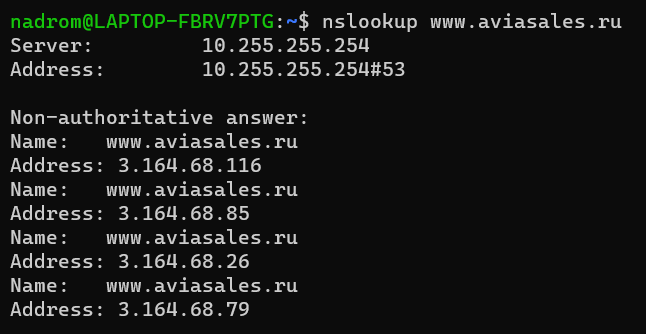 nadrom@LAPTOP-FBRV7PTG:~$ nslookup www.aviasales.ru
Server:         10.255.255.254
Address:        10.255.255.254#53

Non-authoritative answer:
Name:   www.aviasales.ru
Address: 3.164.68.116
Name:   www.aviasales.ru
Address: 3.164.68.85
Name:   www.aviasales.ru
Address: 3.164.68.26
Name:   www.aviasales.ru
Address: 3.164.68.79